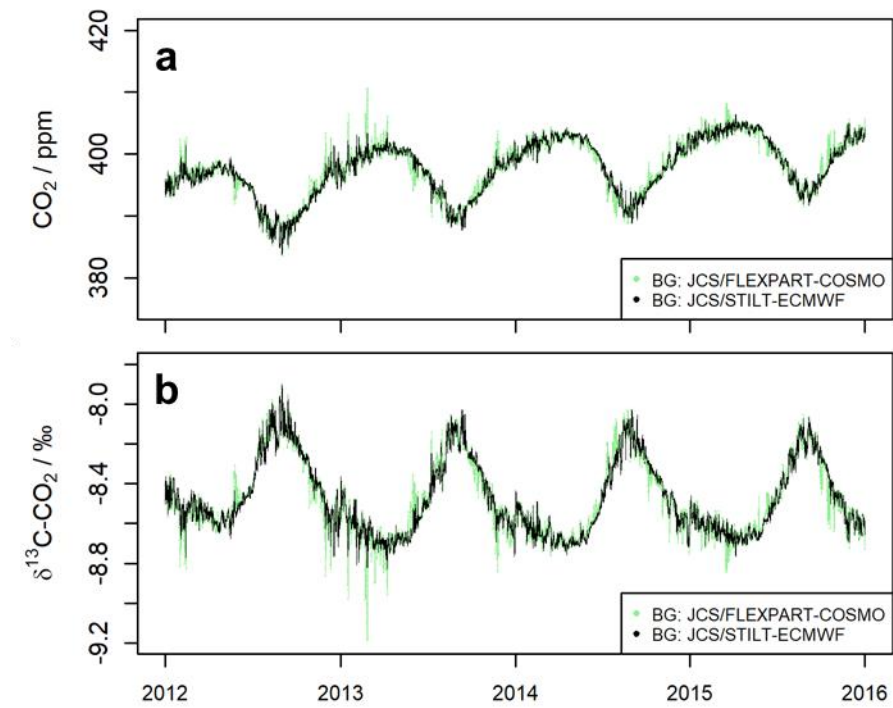 420
a
400
CO₂ / ppm
380
BG: JCS/FLEXPART-COSMO
BG: JCS/STILT-ECMWF
b
-8.0
-8.4
δ¹³C-CO₂ / ‰
-8.8
-9.2
BG: JCS/FLEXPART-COSMO
BG: JCS/STILT-ECMWF
2012 2013 2014 2015 2016